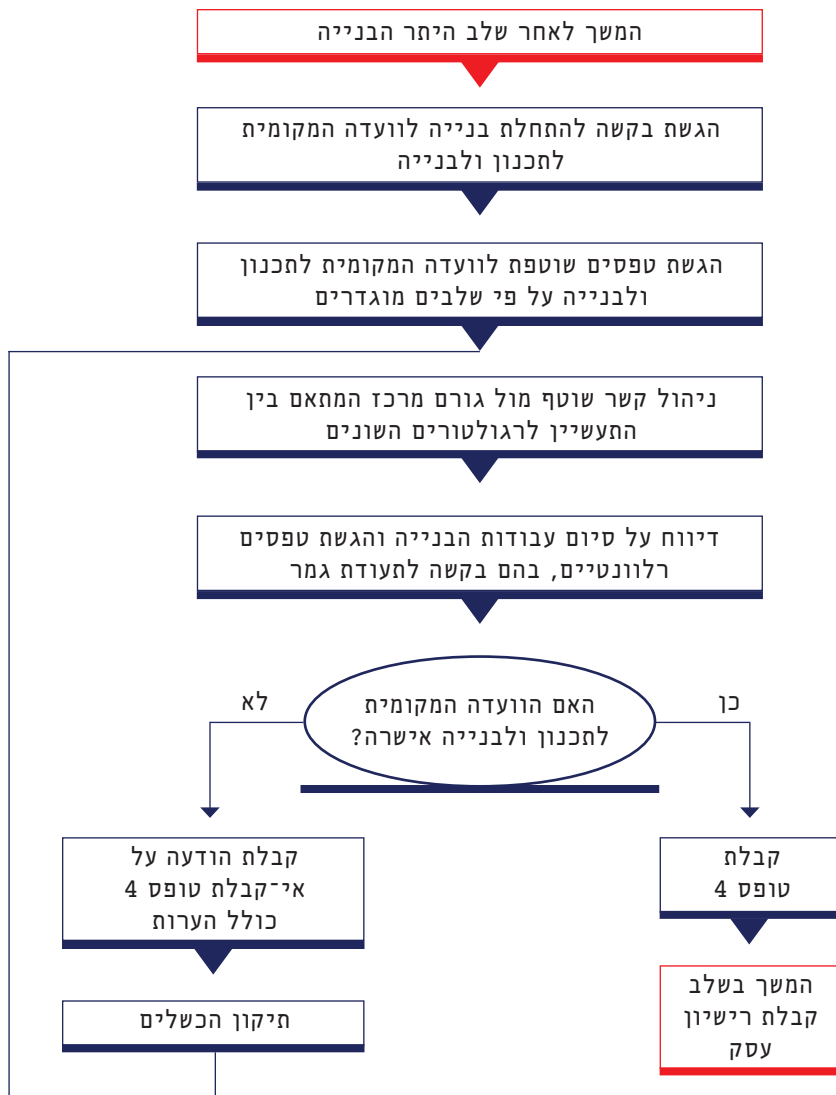 המשך לאחר שלב היתר הבנייה
הגשת בקשה להתחלת בנייה לוועדה המקומית
לתכנון ולבנייה
הגשת טפסים שוטפת לוועדה המקומית לתכנון
ולבנייה על פי שלבים מוגדרים
ניהול קשר שוטף מול גורם מרכז המתאם בין
התעשיין לרגולטורים השונים
דיווח על סיום עבודות הבנייה והגשת טפסים
רלוונטיים, בהם בקשה לתעודת גמר
האם הוועדה המקומית
לתכנון ולבנייה אישרה?
כן
לא
קבלת
טופס 4
המשך בשלב
קבלת רישיון
עסק
קבלת הודעה על
אי־קבלת טופס 4
כולל הערות
תיקון הכשלים